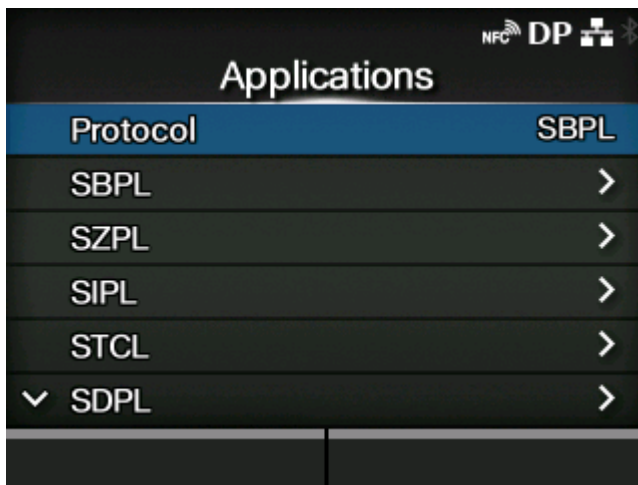 NFC DP
Applications
Protocol SBPL
SBPL
SZPL
SIPL
STCL
SDPL